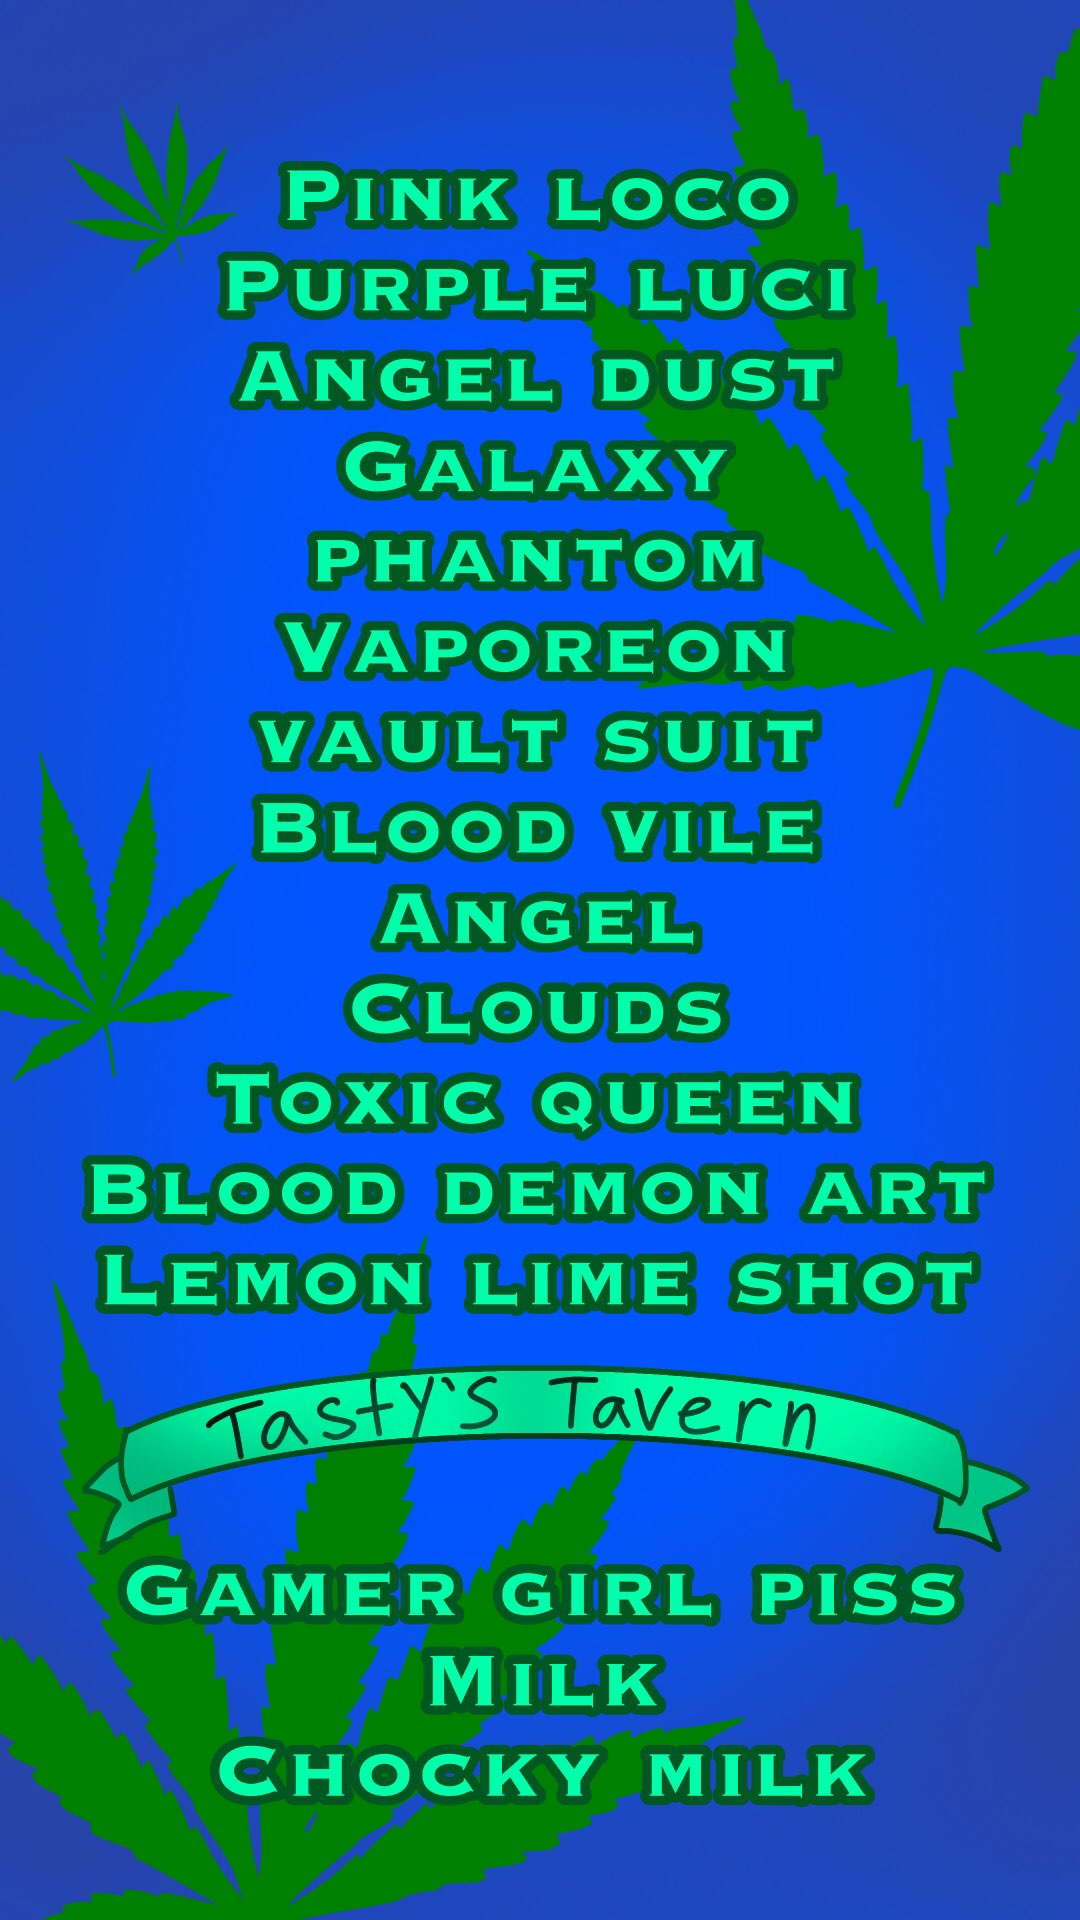 Pink loco
Purple luci
Angel dust
Galaxy
phantom
Vaporeon
vault suit
Blood vile
Angel
Clouds
Toxic queen
Blood demon art
Lemon lime shot
Tasty's Tavern
Gamer girl piss
Milk
Chocky milk